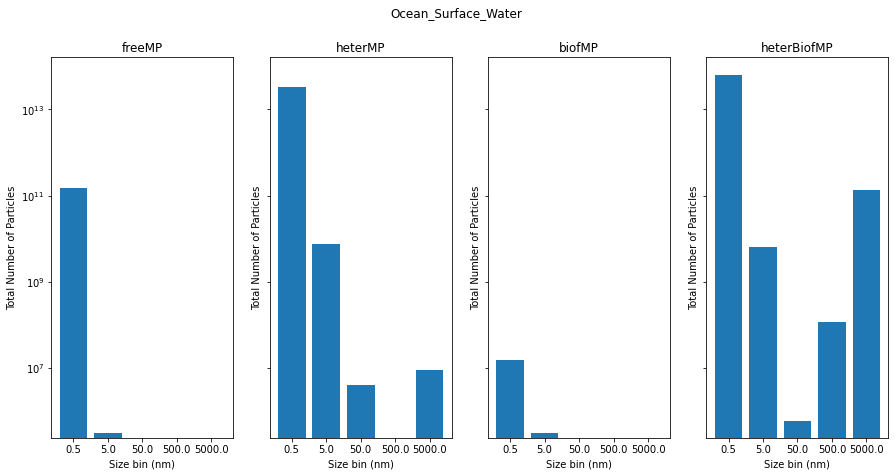 Ocean_Surface_Water
freeMP
heterMP
biofMP
heterBiofMP
Total Number of Particles
10¹³
10¹¹
10⁹
10⁷
0.5 5.0 50.0 500.0 5000.0
Size bin (nm)
Total Number of Particles
0.5 5.0 50.0 500.0 5000.0
Size bin (nm)
Total Number of Particles
0.5 5.0 50.0 500.0 5000.0
Size bin (nm)
Total Number of Particles
0.5 5.0 50.0 500.0 5000.0
Size bin (nm)